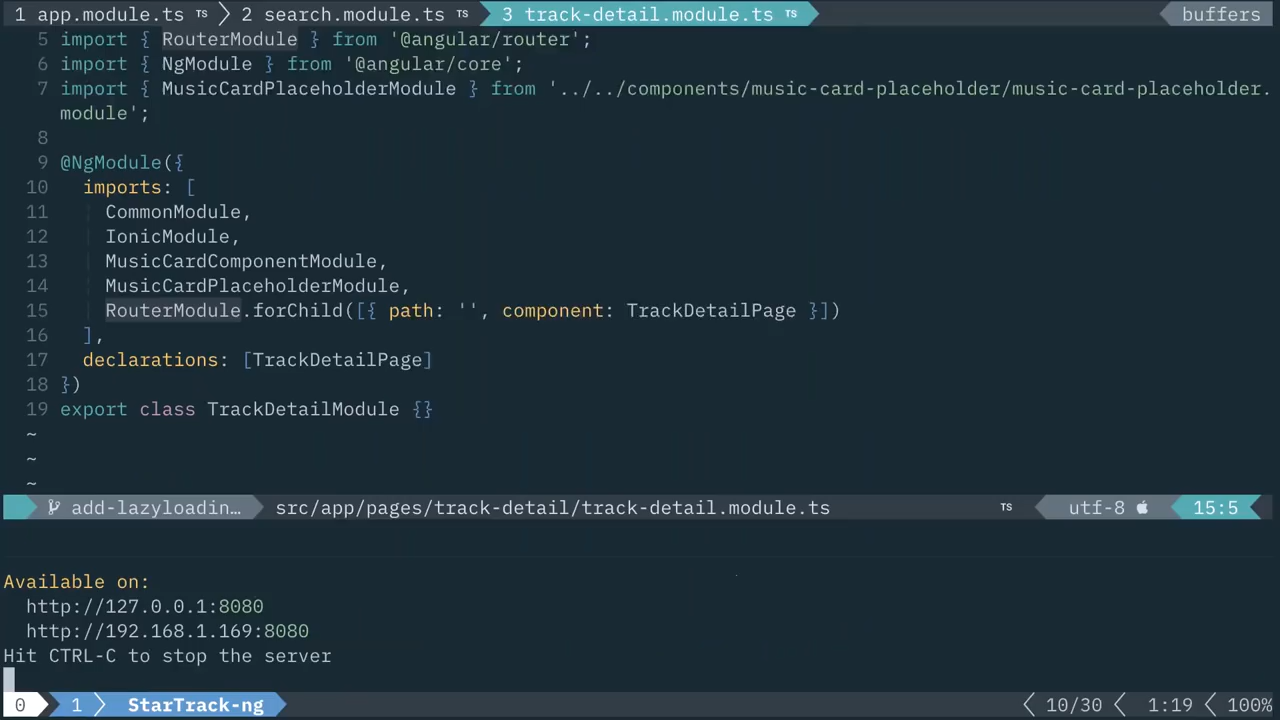 1 app.module.ts TS 2 search.module.ts TS 3 track-detail.module.ts TS buffers
5 import { RouterModule } from '@angular/router';
6 import { NgModule } from '@angular/core';
7 import { MusicCardPlaceholderModule } from '../../components/music-card-placeholder/music-card-placeholder.
module';
8
9 @NgModule({
10 imports: [
11 CommonModule,
12 IonicModule,
13 MusicCardComponentModule,
14 MusicCardPlaceholderModule,
15 RouterModule.forChild([{ path: '', component: TrackDetailPage }])
16 ],
17 declarations: [TrackDetailPage]
18 })
19 export class TrackDetailModule {}
~
~
~
add-lazyloadin… src/app/pages/track-detail/track-detail.module.ts TS utf-8 15:5
Available on:
http://127.0.0.1:8080
http://192.168.1.169:8080
Hit CTRL-C to stop the server
0 1 StarTrack-ng 10/30 1:19 100%